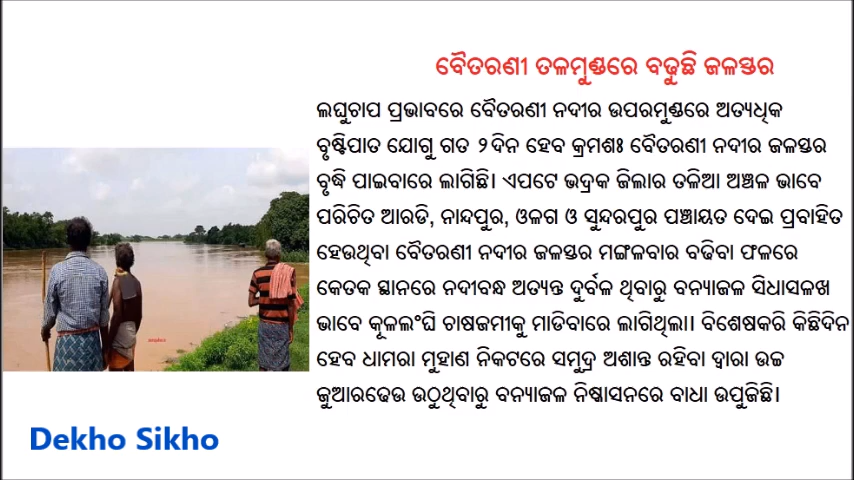 ବୈତରଣୀ ତଳମୁଣ୍ଡରେ ବଢୁଛି ଜଳସ୍ତର
ଲଘୁଚାପ ପ୍ରଭାବରେ ବୈତରଣୀ ନଦୀର ଉପରମୁଣ୍ଡରେ ଅତ୍ୟଧିକ
ବୃଷ୍ଟିପାତ ଯୋଗୁ ଗତ ୨ ଦିନ ହେବ କ୍ରମଶଃ ବୈତରଣୀ ନଦୀର ଜଳସ୍ତର
ବୃଦ୍ଧି ପାଇବାରେ ଲାଗିଛି। ଏପଟେ ଭଦ୍ରକ ଜିଲାର ତଳିଆ ଅଞ୍ଚଳ ଭାବେ
ପରିଚିତ ଆରଡି, ନାନ୍ଦପୁର, ଓଳଗ ଓ ସୁନ୍ଦରପୁର ପଞ୍ଚାୟତ ଦେଇ ପ୍ରବାହିତ
ହେଉଥିବା ବୈତରଣୀ ନଦୀର ଜଳସ୍ତର ମଙ୍ଗଳବାର ବଢିବା ଫଳରେ
କେତକ ସ୍ଥାନରେ ନଦୀବନ୍ଧ ଅତ୍ୟନ୍ତ ଦୁର୍ବଳ ଥିବାରୁ ବନ୍ୟାଜଳ ସିଧାସଳଖ
ଭାବେ କୂଳଲଂଘି ଚାଷଜମୀକୁ ମାଡିବାରେ ଲାଗିଥିଲା। ବିଶେଷକରି କିଛିଦିନ
ହେବ ଧାମରା ମୁହାଣ ନିକଟରେ ସମୁଦ୍ର ଅଶାନ୍ତ ରହିବା ଦ୍ୱାରା ଉଚ୍ଚ
ଜୁଆରଢେଉ ଉଠୁଥିବାରୁ ବନ୍ୟାଜଳ ନିଷ୍କାସନରେ ବାଧା ଉପୁଜିଛି।
Dekho Sikho